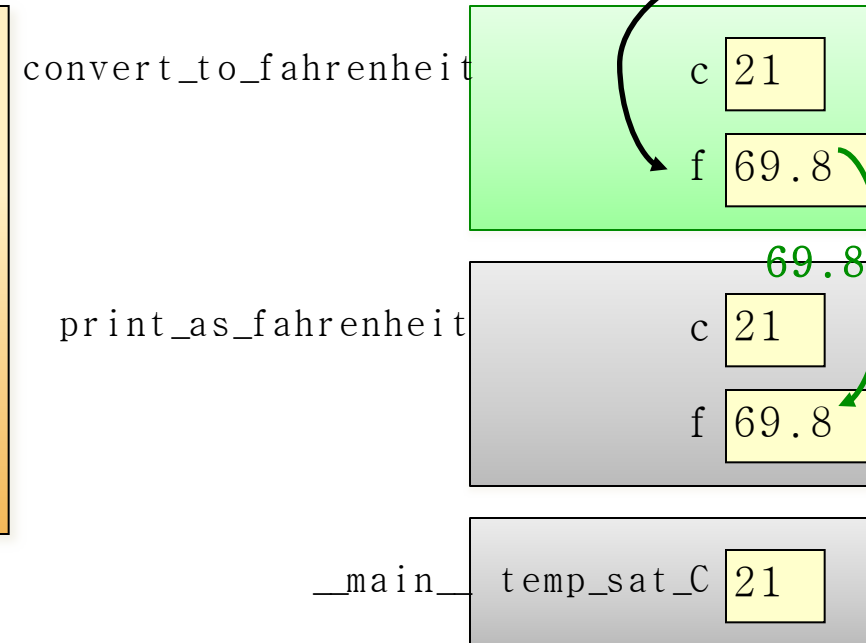 convert_to_fahrenheit c 21
f 69.8
69.8
print_as_fahrenheit c 21
f 69.8
__main__ temp_sat_C 21